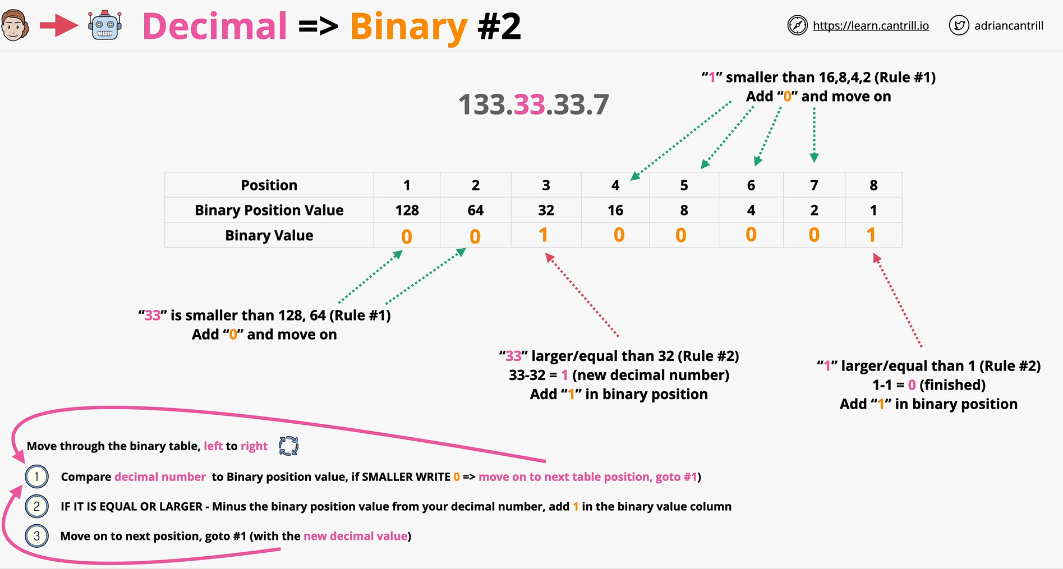 Decimal => Binary #2
https://learn.cantrill.io
adriancantrill
“1” smaller than 16,8,4,2 (Rule #1)
Add “0” and move on
133.33.33.7
Position 1 2 3 4 5 6 7 8
Binary Position Value 128 64 32 16 8 4 2 1
Binary Value 0 0 1 0 0 0 0 1
“33” is smaller than 128, 64 (Rule #1)
Add “0” and move on
“33” larger/equal than 32 (Rule #2)
33-32 = 1 (new decimal number)
Add “1” in binary position
“1” larger/equal than 1 (Rule #2)
1-1 = 0 (finished)
Add “1” in binary position
Move through the binary table, left to right
1 Compare decimal number to Binary position value, if SMALLER WRITE 0 => move on to next table position, goto #1)
2 IF IT IS EQUAL OR LARGER - Minus the binary position value from your decimal number, add 1 in the binary value column
3 Move on to next position, goto #1 (with the new decimal value)